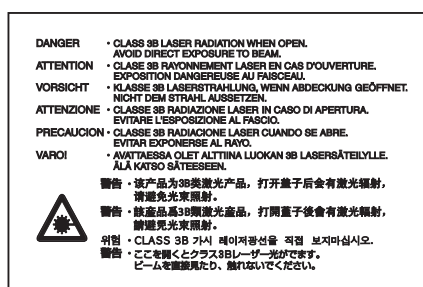 DANGER · CLASS 3B LASER RADIATION WHEN OPEN.
AVOID DIRECT EXPOSURE TO BEAM.
ATTENTION · CLASE 3B RAYONNEMENT LASER EN CAS D'OUVERTURE.
EXPOSITION DANGEREUSE AU FAISCEAU.
VORSICHT · KLASSE 3B LASERSTRAHLUNG, WENN ABDECKUNG GEÖFFNET.
NICHT DEM STRAHL AUSSETZEN.
ATTENZIONE · CLASSE 3B RADIAZIONE LASER IN CASO DI APERTURA.
EVITARE L'ESPOSIZIONE AL FASCIO.
PRECAUCION · CLASSE 3B RADIACIONE LASER CUANDO SE ABRE.
EVITAR EXPONERSE AL RAYO.
VARO! · AVATTAESSA OLET ALTTIINA LUOKAN 3B LASERSÄTEILYLLE.
ÄLÄ KATSO SÄTEESEEN.
警告 · 该产品为3B类激光产品，打开盖子后会有激光辐射，
请避免光束照射。
警告 · 該產品爲3B類激光產品，打開蓋子後會有激光輻射，
請避免光束照射。
위험 · CLASS 3B 가시 레이저광선을 직접 보지마십시오.
警告 · ここを開くとクラス3Bレーザー光がでます。
ビームを直接見たり、触れないでください。